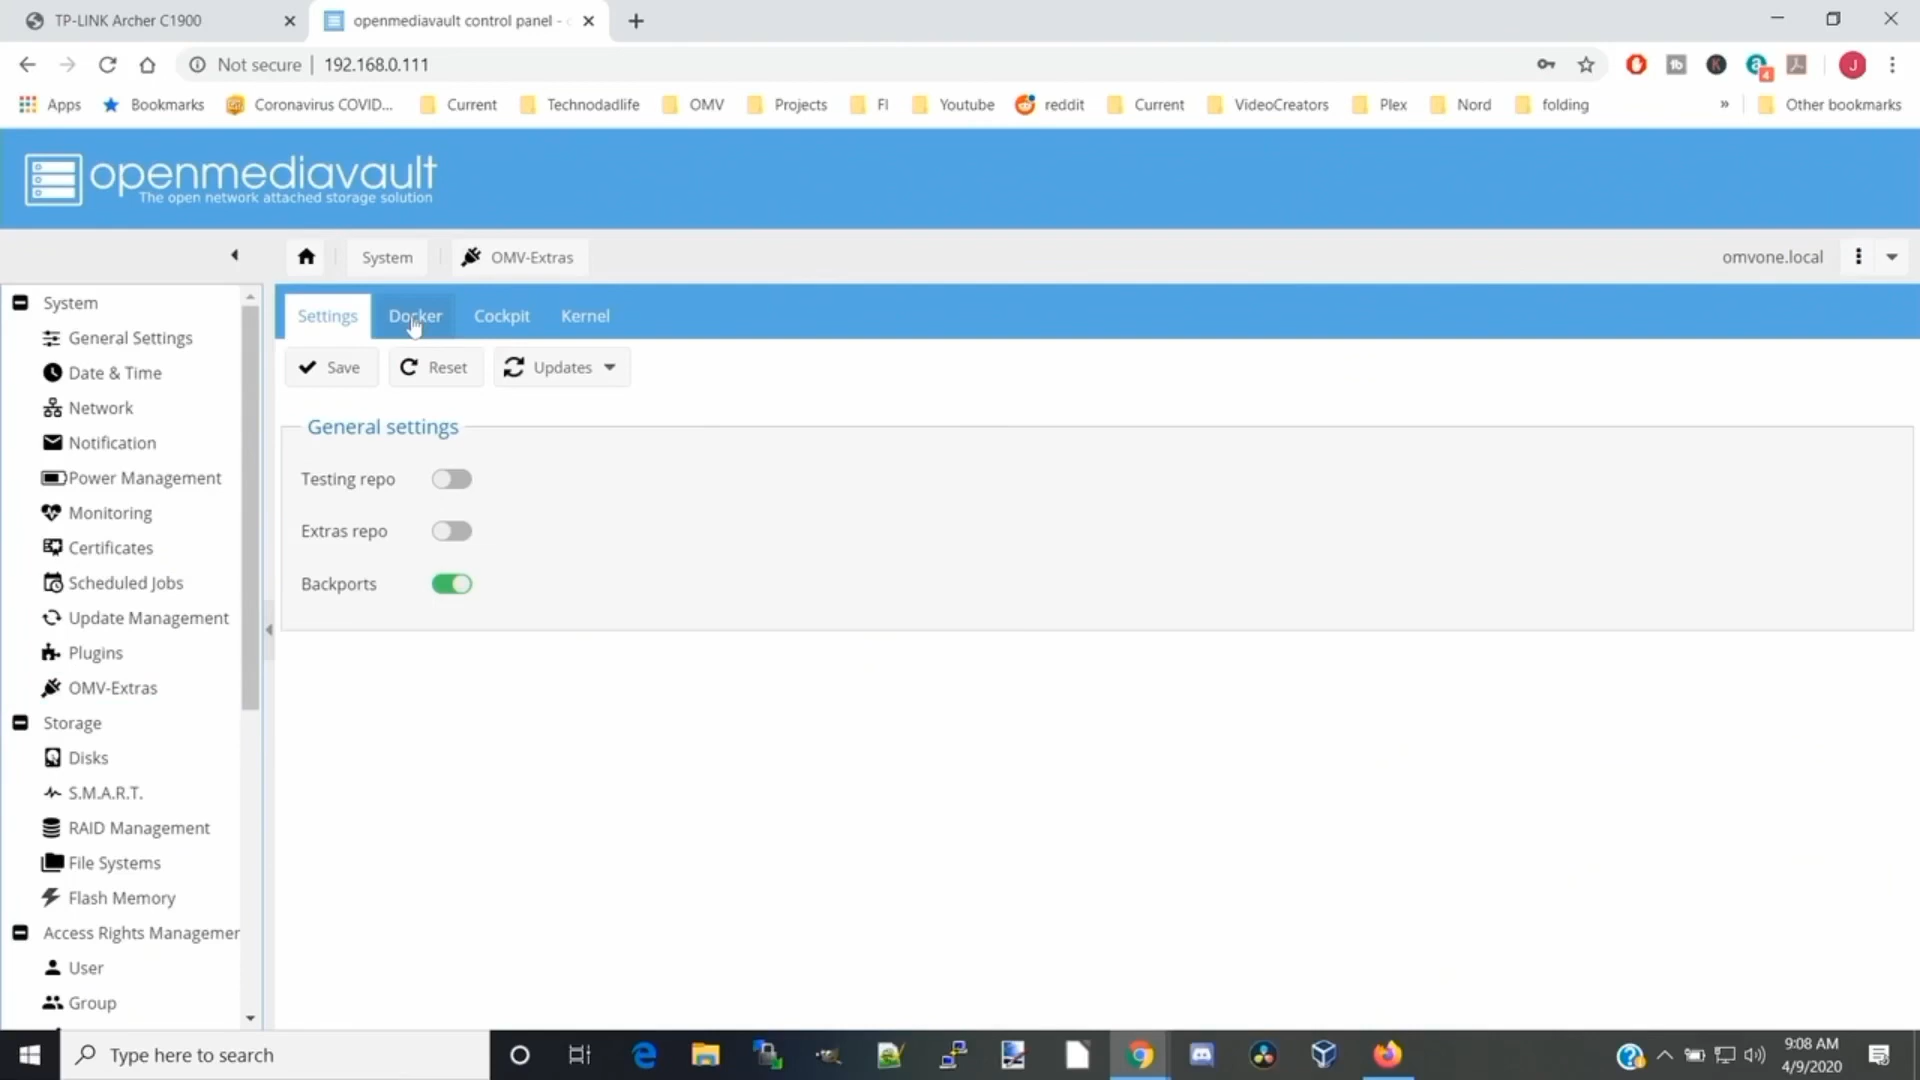 TP-LINK Archer C1900
openmediavault control panel -
Not secure | 192.168.0.111
Apps Bookmarks Coronavirus COVID... Current Technodadlife OMV Projects FI Youtube reddit Current VideoCreators Plex Nord folding » Other bookmarks
openmediavault
The open network attached storage solution
System OMV-Extras omvone.local
System
General Settings
Date & Time
Network
Notification
Power Management
Monitoring
Certificates
Scheduled Jobs
Update Management
Plugins
OMV-Extras
Storage
Disks
S.M.A.R.T.
RAID Management
File Systems
Flash Memory
Access Rights Managemer
User
Group
Settings Docker Cockpit Kernel
Save Reset Updates
General settings
Testing repo
Extras repo
Backports
Type here to search
9:08 AM
4/9/2020